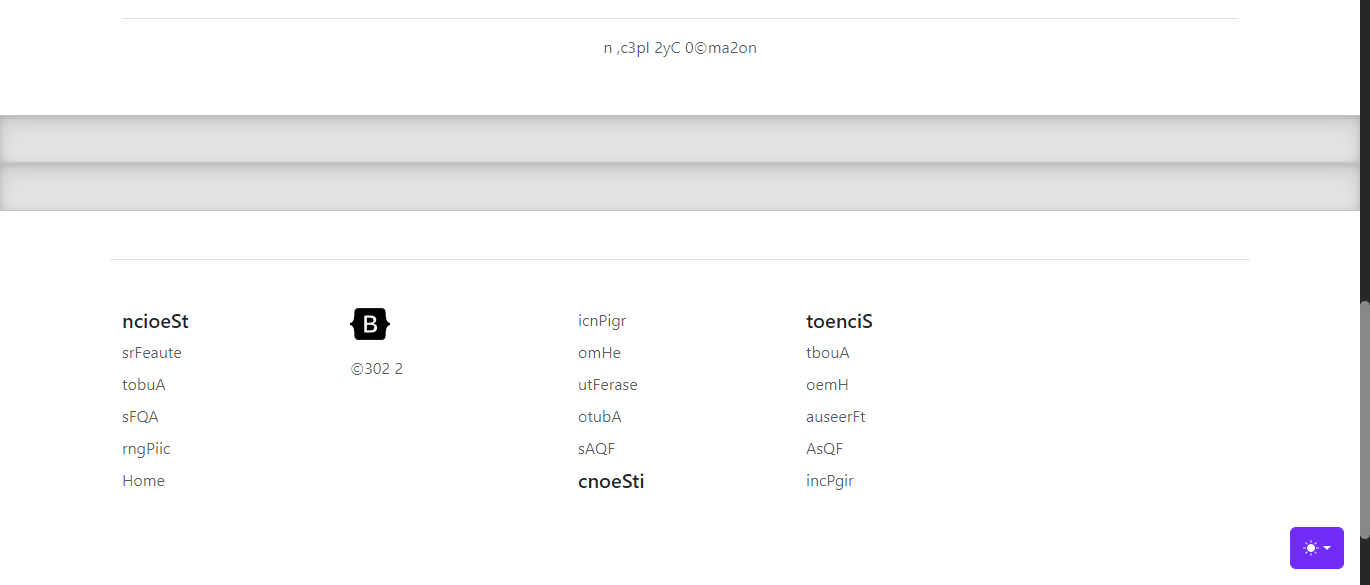 n ,c3pl 2yC 0©ma2on
ncioeSt
srFeaute
tobuA
sFQA
rngPiic
Home
B
©302 2
icnPigr
omHe
utFerase
otubA
sAQF
cnoeSti
toenciS
tbouA
oemH
auseerFt
AsQF
incPgir